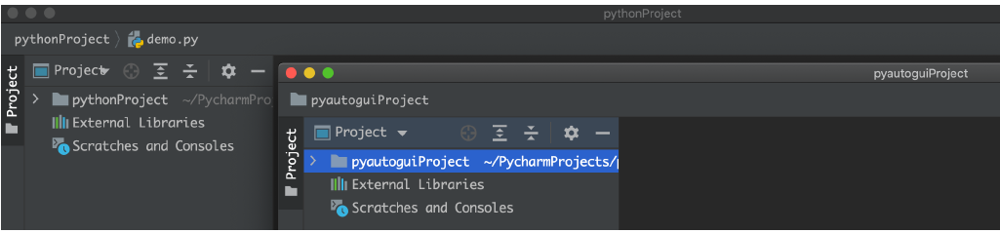 pythonProject
pythonProject demo.py
Project
Project
pythonProject ~/PycharmPro
External Libraries
Scratches and Consoles
pyautoguiProject
pyautoguiProject
Project
Project
pyautoguiProject ~/PycharmProjects/p
External Libraries
Scratches and Consoles